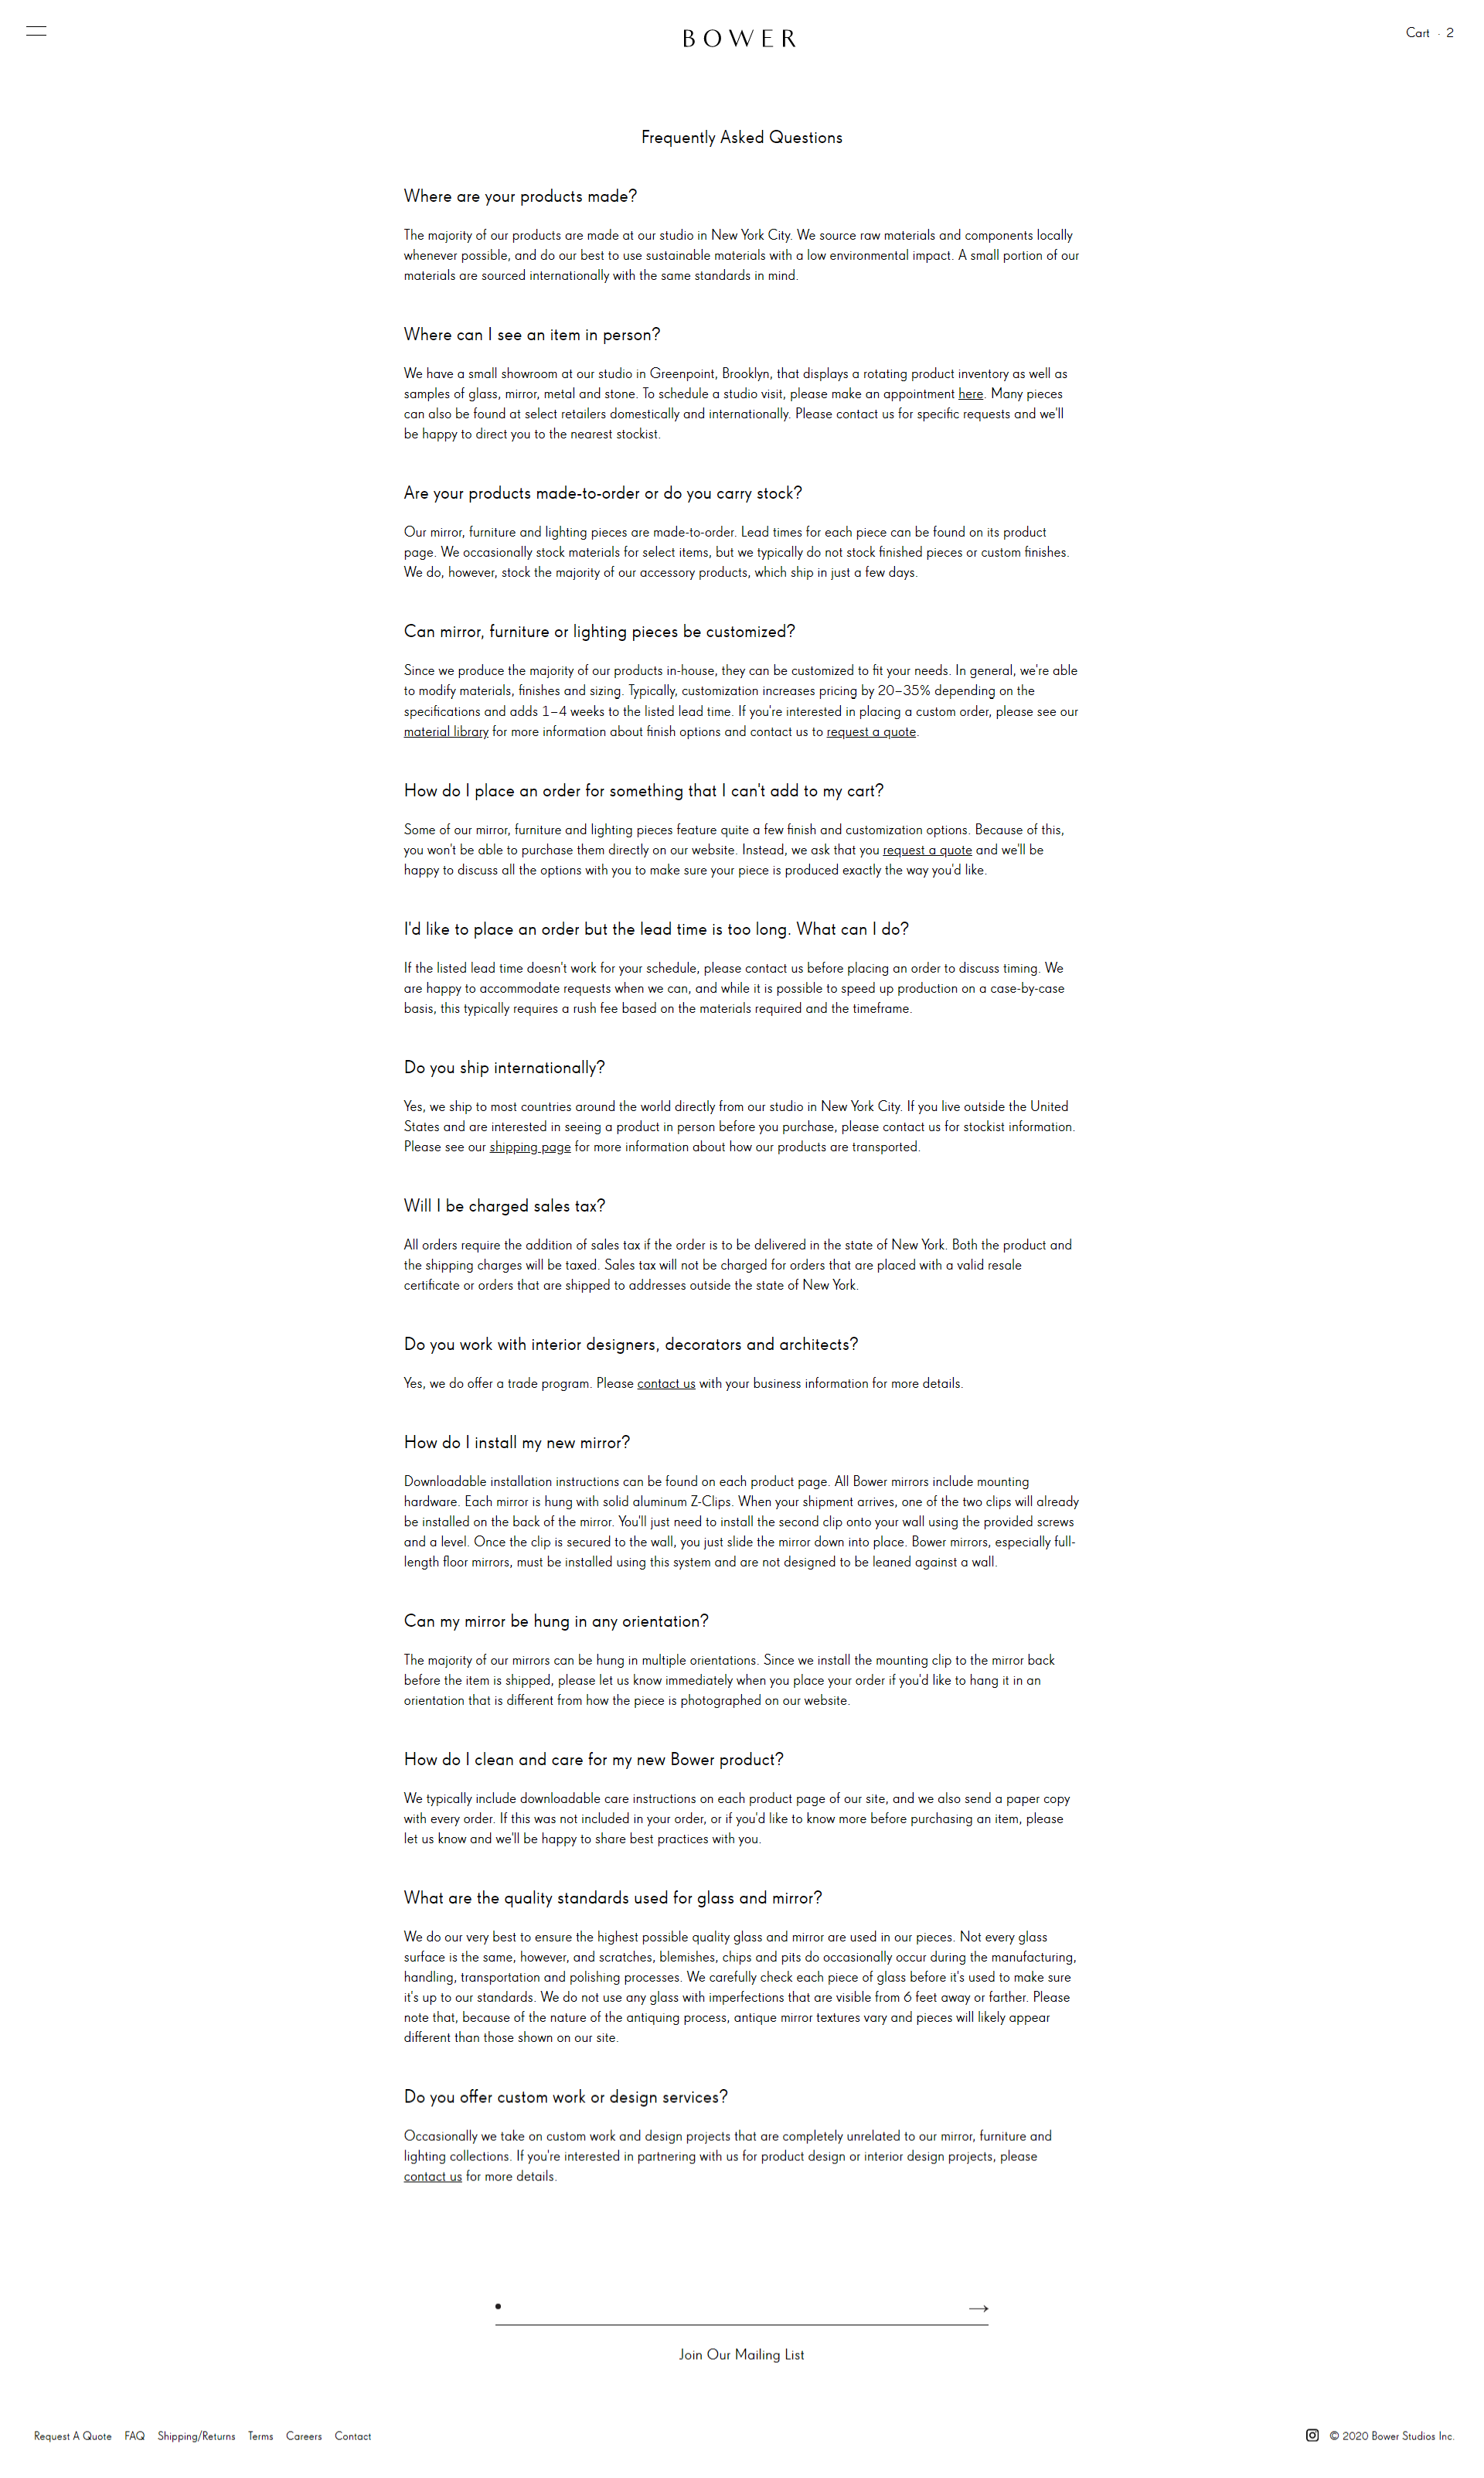 BOWER
Cart - 2
Frequently Asked Questions
Where are your products made?
The majority of our products are made at our studio in New York City. We source raw materials and components locally
whenever possible, and do our best to use sustainable materials with a low environmental impact. A small portion of our
materials are sourced internationally with the same standards in mind.
Where can I see an item in person?
We have a small showroom at our studio in Greenpoint, Brooklyn, that displays a rotating product inventory as well as
samples of glass, mirror, metal and stone. To schedule a studio visit, please make an appointment here. Many pieces
can also be found at select retailers domestically and internationally. Please contact us for specific requests and we'll
be happy to direct you to the nearest stockist.
Are your products made-to-order or do you carry stock?
Our mirror, furniture and lighting pieces are made-to-order. Lead times for each piece can be found on its product
page. We occasionally stock materials for select items, but we typically do not stock finished pieces or custom finishes.
We do, however, stock the majority of our accessory products, which ship in just a few days.
Can mirror, furniture or lighting pieces be customized?
Since we produce the majority of our products in-house, they can be customized to fit your needs. In general, we're able
to modify materials, finishes and sizing. Typically, customization increases pricing by 20–35% depending on the
specifications and adds 1–4 weeks to the listed lead time. If you're interested in placing a custom order, please see our
material library for more information about finish options and contact us to request a quote.
How do I place an order for something that I can't add to my cart?
Some of our mirror, furniture and lighting pieces feature quite a few finish and customization options. Because of this,
you won't be able to purchase them directly on our website. Instead, we ask that you request a quote and we'll be
happy to discuss all the options with you to make sure your piece is produced exactly the way you'd like.
I'd like to place an order but the lead time is too long. What can I do?
If the listed lead time doesn't work for your schedule, please contact us before placing an order to discuss timing. We
are happy to accommodate requests when we can, and while it is possible to speed up production on a case-by-case
basis, this typically requires a rush fee based on the materials required and the timeframe.
Do you ship internationally?
Yes, we ship to most countries around the world directly from our studio in New York City. If you live outside the United
States and are interested in seeing a product in person before you purchase, please contact us for stockist information.
Please see our shipping page for more information about how our products are transported.
Will I be charged sales tax?
All orders require the addition of sales tax if the order is to be delivered in the state of New York. Both the product and
the shipping charges will be taxed. Sales tax will not be charged for orders that are placed with a valid resale
certificate or orders that are shipped to addresses outside the state of New York.
Do you work with interior designers, decorators and architects?
Yes, we do offer a trade program. Please contact us with your business information for more details.
How do I install my new mirror?
Downloadable installation instructions can be found on each product page. All Bower mirrors include mounting
hardware. Each mirror is hung with solid aluminum Z-Clips. When your shipment arrives, one of the two clips will already
be installed on the back of the mirror. You'll just need to install the second clip onto your wall using the provided screws
and a level. Once the clip is secured to the wall, you just slide the mirror down into place. Bower mirrors, especially full-
length floor mirrors, must be installed using this system and are not designed to be leaned against a wall.
Can my mirror be hung in any orientation?
The majority of our mirrors can be hung in multiple orientations. Since we install the mounting clip to the mirror back
before the item is shipped, please let us know immediately when you place your order if you'd like to hang it in an
orientation that is different from how the piece is photographed on our website.
How do I clean and care for my new Bower product?
We typically include downloadable care instructions on each product page of our site, and we also send a paper copy
with every order. If this was not included in your order, or if you'd like to know more before purchasing an item, please
let us know and we'll be happy to share best practices with you.
What are the quality standards used for glass and mirror?
We do our very best to ensure the highest possible quality glass and mirror are used in our pieces. Not every glass
surface is the same, however, and scratches, blemishes, chips and pits do occasionally occur during the manufacturing,
handling, transportation and polishing processes. We carefully check each piece of glass before it's used to make sure
it's up to our standards. We do not use any glass with imperfections that are visible from 6 feet away or farther. Please
note that, because of the nature of the antiquing process, antique mirror textures vary and pieces will likely appear
different than those shown on our site.
Do you offer custom work or design services?
Occasionally we take on custom work and design projects that are completely unrelated to our mirror, furniture and
lighting collections. If you're interested in partnering with us for product design or interior design projects, please
contact us for more details.
Join Our Mailing List
Request A Quote FAQ Shipping/Returns Terms Careers Contact
© 2020 Bower Studios Inc.